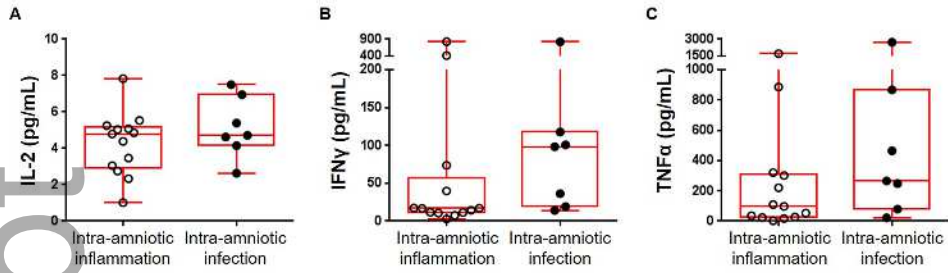 A
IL-2 (pg/mL)
10
8
6
4
2
0
Intra-amniotic
inflammation
Intra-amniotic
infection
B
IFNγ (pg/mL)
900
400
200
150
100
50
0
Intra-amniotic
inflammation
Intra-amniotic
infection
C
TNFα (pg/mL)
3000
1500
1000
800
600
400
200
0
Intra-amniotic
inflammation
Intra-amniotic
infection